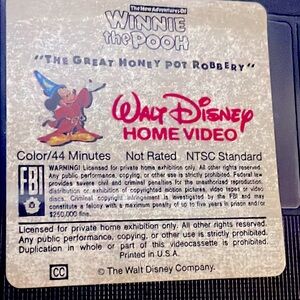 The New Adventures Of
WINNIE
the POOH
"THE GREAT HONEY POT ROBBERY"
WALT DISNEY
HOME VIDEO
Color/44 Minutes Not Rated NTSC Standard
FBI
WARNING! Licensed for private home exhibition only. All other rights reserved.
Any public performance, copying, or other use is strictly prohibited. Federal law
provides severe civil and criminal penalties for the unauthorized reproduction,
distribution or exhibition of copyrighted motion pictures, video tapes or video
discs. Criminal copyright infringement is investigated by the FBI and may
constitute a felony with a maximum penalty of up to five years in prison and/or
$250,000 fine.
Licensed for private home exhibition only. All other rights reserved.
Any public performance, copying, or other use is strictly prohibited.
Duplication in whole or part of this videocassette is prohibited.
Printed in U.S.A.
CC © The Walt Disney Company.